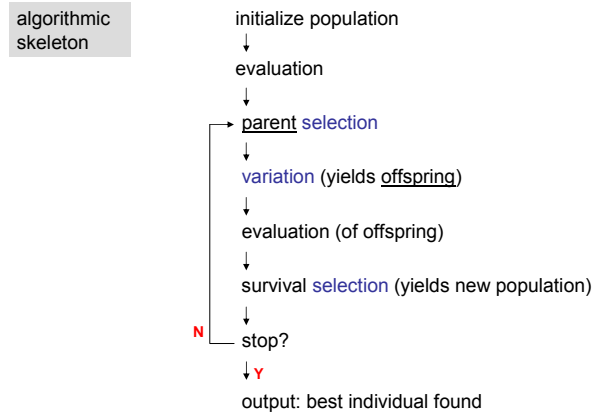 algorithmic
skeleton
initialize population
evaluation
parent selection
variation (yields offspring)
evaluation (of offspring)
survival selection (yields new population)
N
stop?
Y
output: best individual found